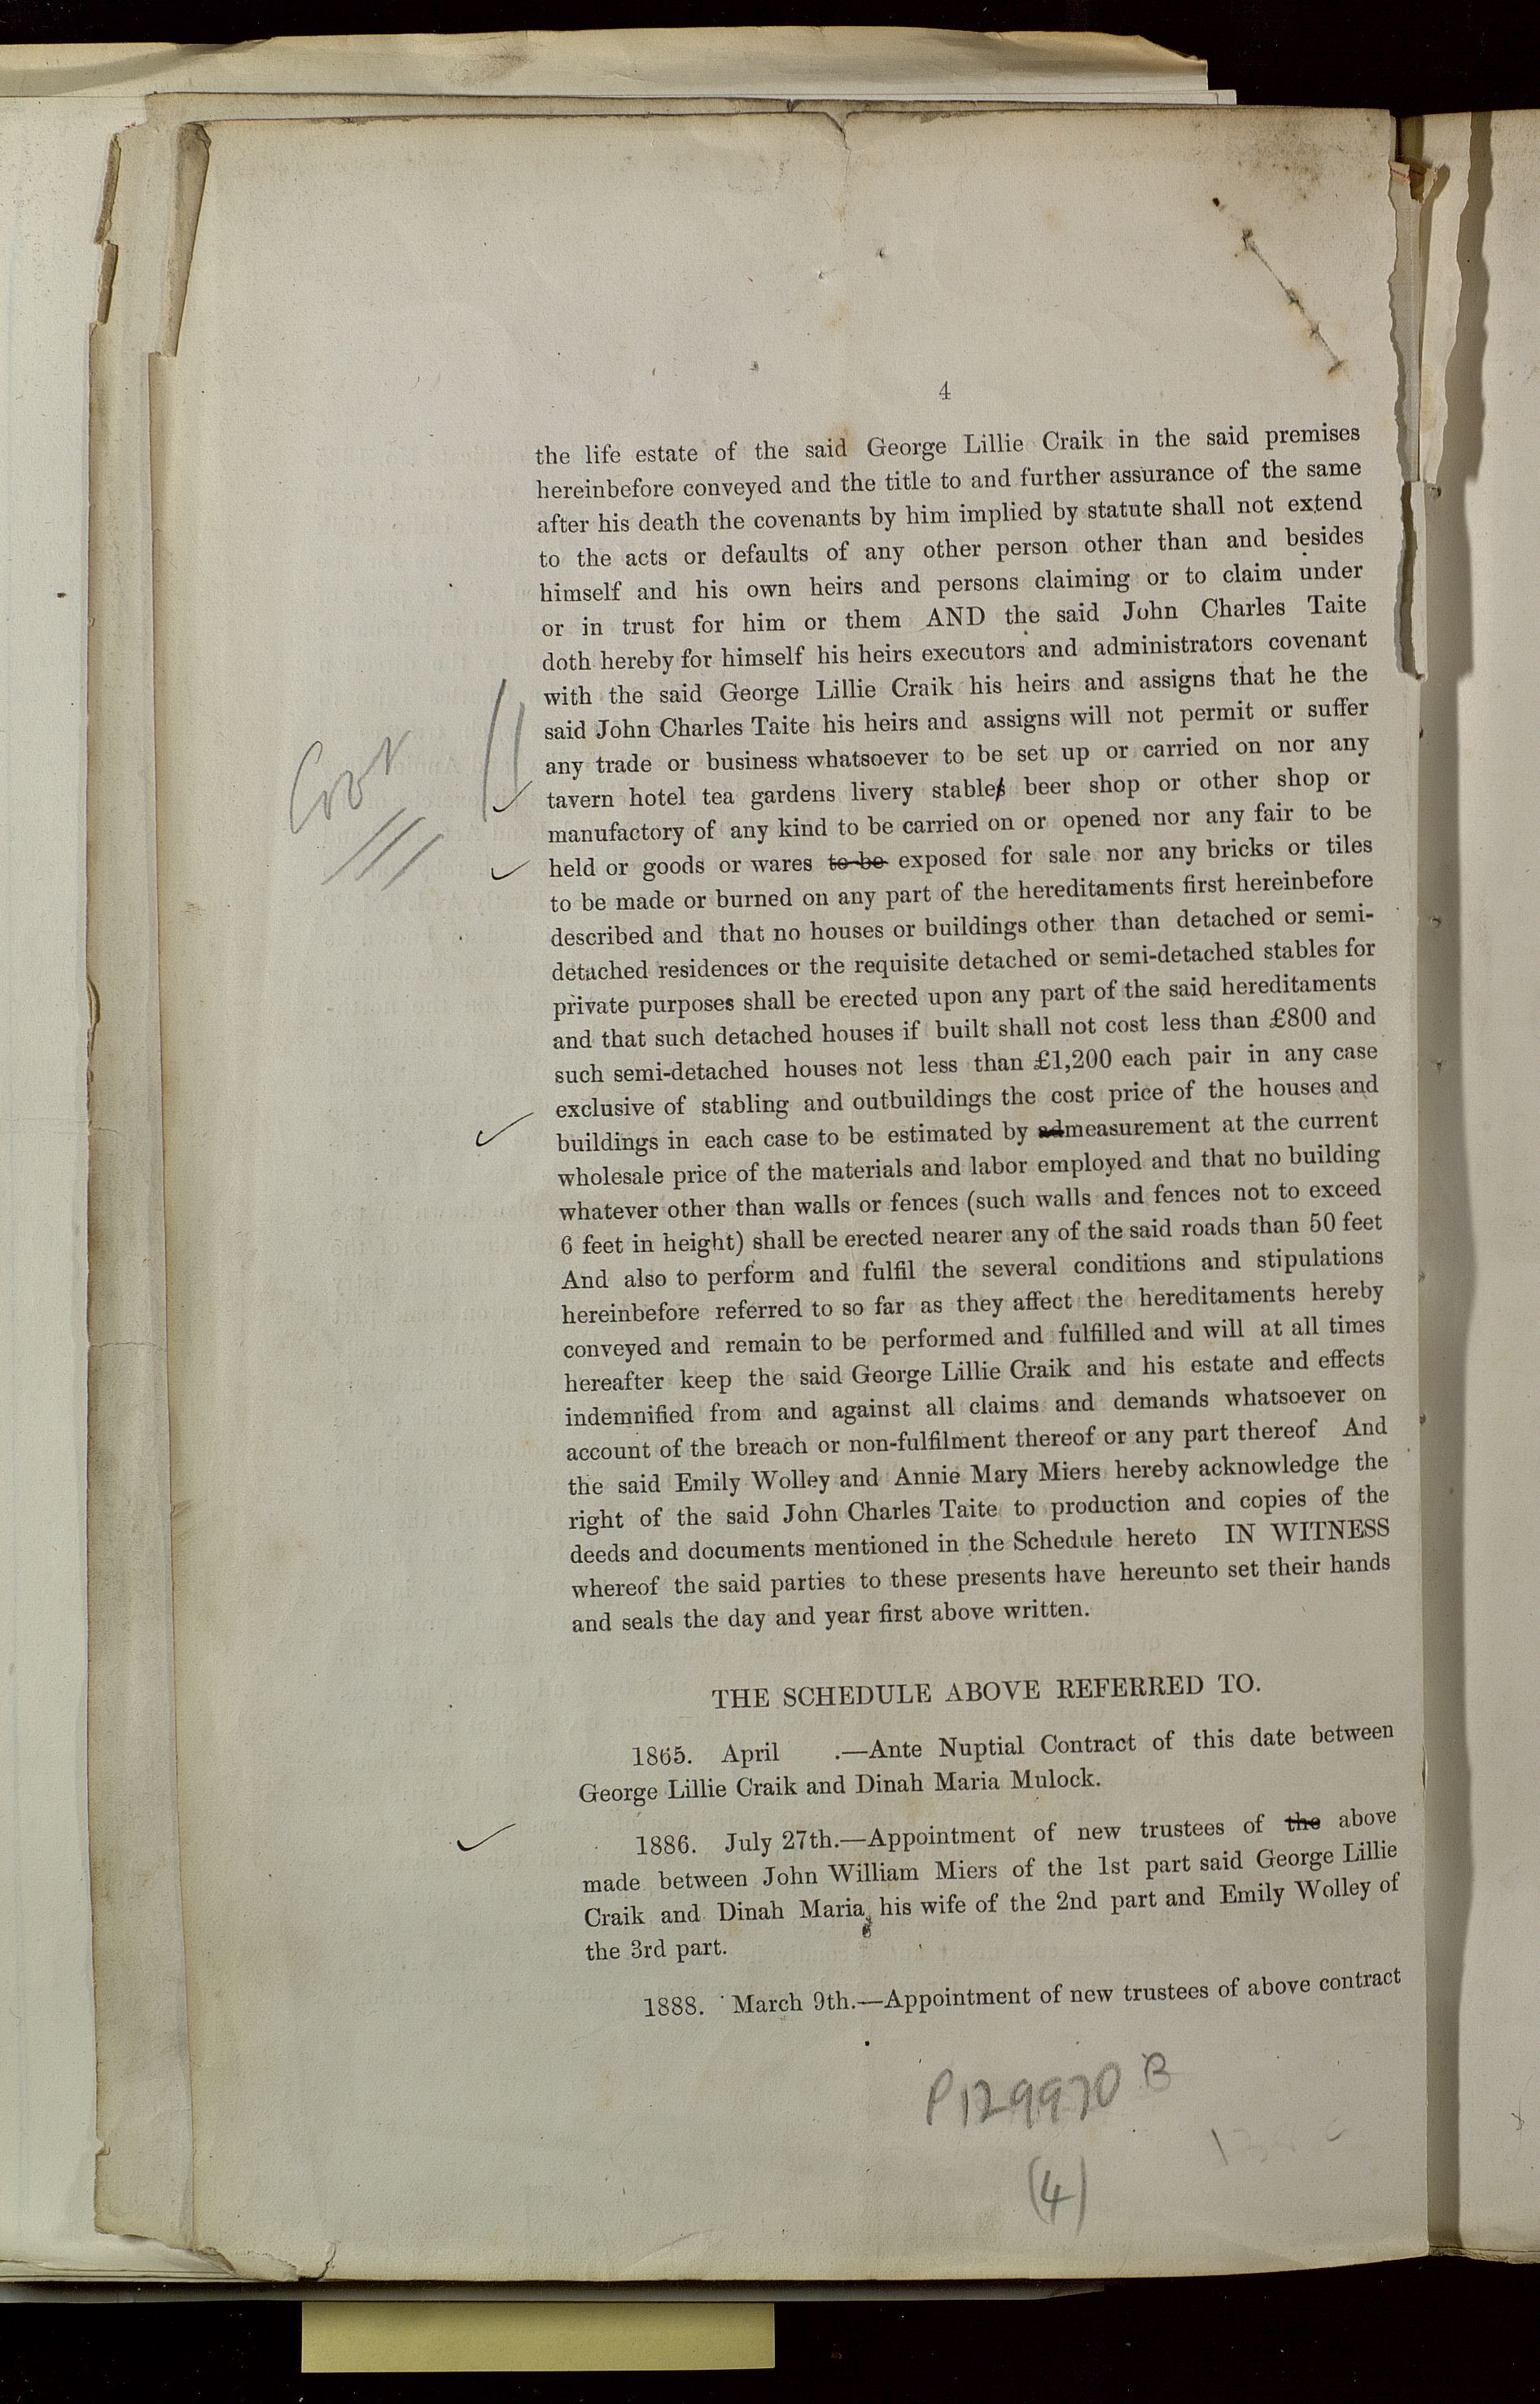 4
the life estate of the said George Lillie Craik in the said premises
hereinbefore conveyed and the title to and further assurance of the same
after his death the covenants by him implied by statute shall not extend
to the acts or defaults of any other person other than and besides
himself and his own heirs and persons claiming or to claim under
or in trust for him or them AND the said John Charles Taite
doth hereby for himself his heirs executors and administrators covenant
with the said George Lillie Craik his heirs and assigns that he the
said John Charles Taite his heirs and assigns will not permit or suffer
any trade or business whatsoever to be set up or carried on nor any
tavern hotel tea gardens livery stables beer shop or other shop or
manufactory of any kind to be carried on or opened nor any fair to be
held or goods or wares to be exposed for sale nor any bricks or tiles
to be made or burned on any part of the hereditaments first hereinbefore
described and that no houses or buildings other than detached or semi-
detached residences or the requisite detached or semi-detached stables for
private purposes shall be erected upon any part of the said hereditaments
and that such detached houses if built shall not cost less than £800 and
such semi-detached houses not less than £1,200 each pair in any case
exclusive of stabling and outbuildings the cost price of the houses and
buildings in each case to be estimated by admeasurement at the current
wholesale price of the materials and labor employed and that no building
whatever other than walls or fences (such walls and fences not to exceed
6 feet in height) shall be erected nearer any of the said roads than 50 feet
And also to perform and fulfil the several conditions and stipulations
hereinbefore referred to so far as they affect the hereditaments hereby
conveyed and remain to be performed and fulfilled and will at all times
hereafter keep the said George Lillie Craik and his estate and effects
indemnified from and against all claims and demands whatsoever on
account of the breach or non-fulfilment thereof or any part thereof And
the said Emily Wolley and Annie Mary Miers hereby acknowledge the
right of the said John Charles Taite to production and copies of the
deeds and documents mentioned in the Schedule hereto IN WITNESS
whereof the said parties to these presents have hereunto set their hands
and seals the day and year first above written.
THE SCHEDULE ABOVE REFERRED TO.
1865. April .—Ante Nuptial Contract of this date between
George Lillie Craik and Dinah Maria Mulock.
1886. July 27th.—Appointment of new trustees of the above
made between John William Miers of the 1st part said George Lillie
Craik and Dinah Maria his wife of the 2nd part and Emily Wolley of
the 3rd part.
1888. March 9th.—Appointment of new trustees of above contract
P129970 B
(4)